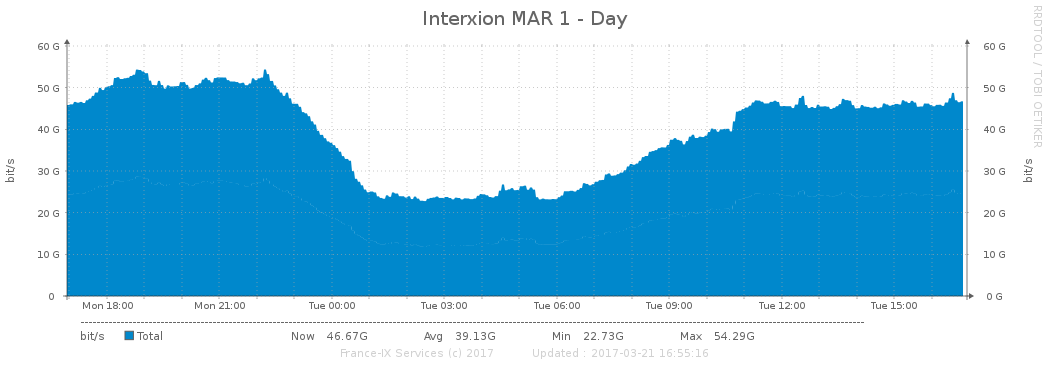 Interxion MAR 1 - Day
RRDTOOL / TOBI OETIKER
60 G 60 G
50 G 50 G
40 G 40 G
30 G 30 G
20 G 20 G
10 G 10 G
0 0 G
bit/s bit/s
Mon 18:00 Mon 21:00 Tue 00:00 Tue 03:00 Tue 06:00 Tue 09:00 Tue 12:00 Tue 15:00
bit/s Total Now 46.67G Avg 39.13G Min 22.73G Max 54.29G
France-IX Services (c) 2017 Updated : 2017-03-21 16:55:16